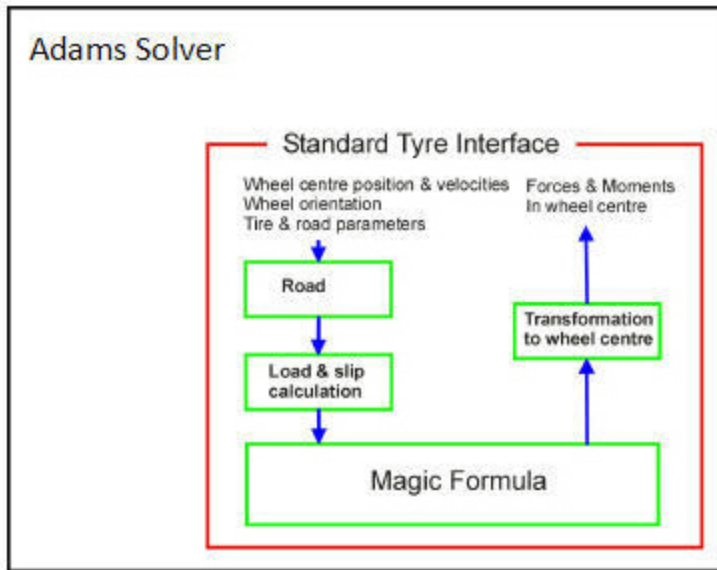 Adams Solver
Standard Tyre Interface
Wheel centre position & velocities
Wheel orientation
Tire & road parameters
Forces & Moments
In wheel centre
Road
Load & slip
calculation
Transformation
to wheel centre
Magic Formula